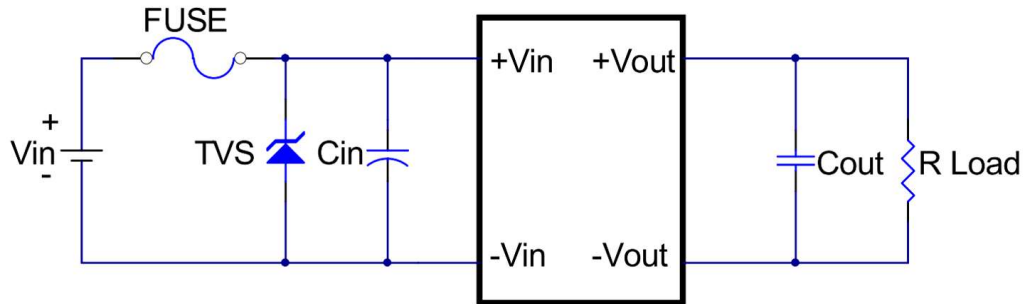 FUSE
+Vin
+Vout
+
Vin
-
TVS
Cin
Cout
R Load
-Vin
-Vout